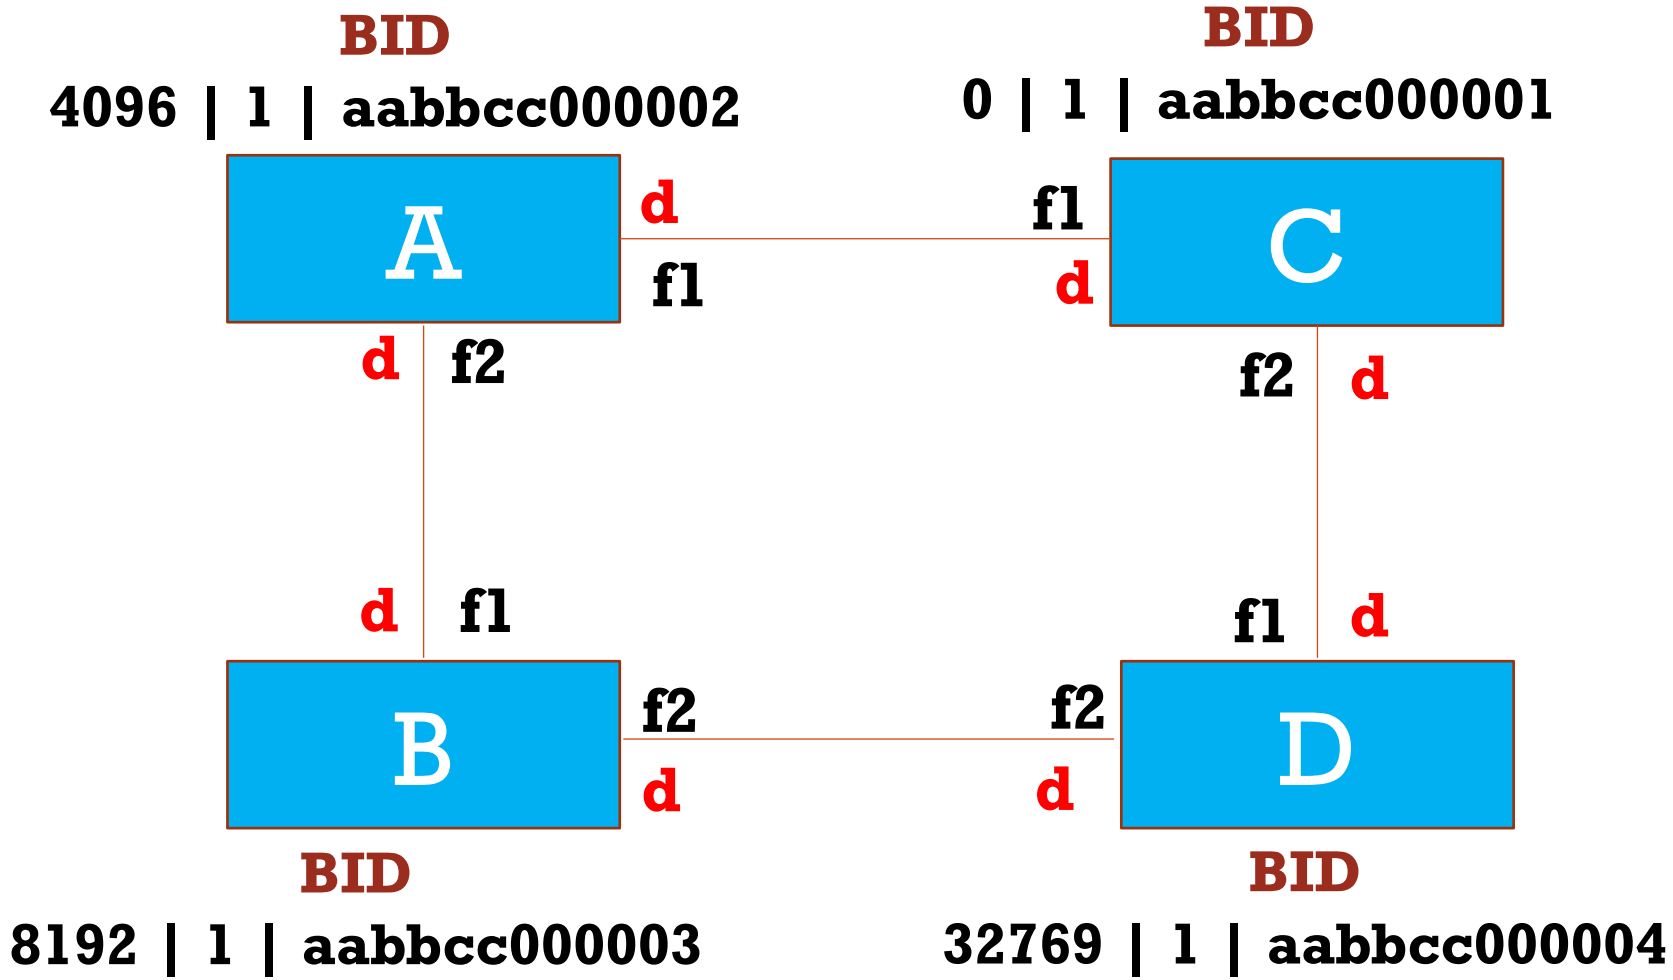 BID
4096 | 1 | aabbcc000002
BID
0 | 1 | aabbcc000001
A
d
f1
f1
d
C
d f2
f2 d
d f1
f1 d
B
f2
d
f2
d
D
BID
8192 | 1 | aabbcc000003
BID
32769 | 1 | aabbcc000004